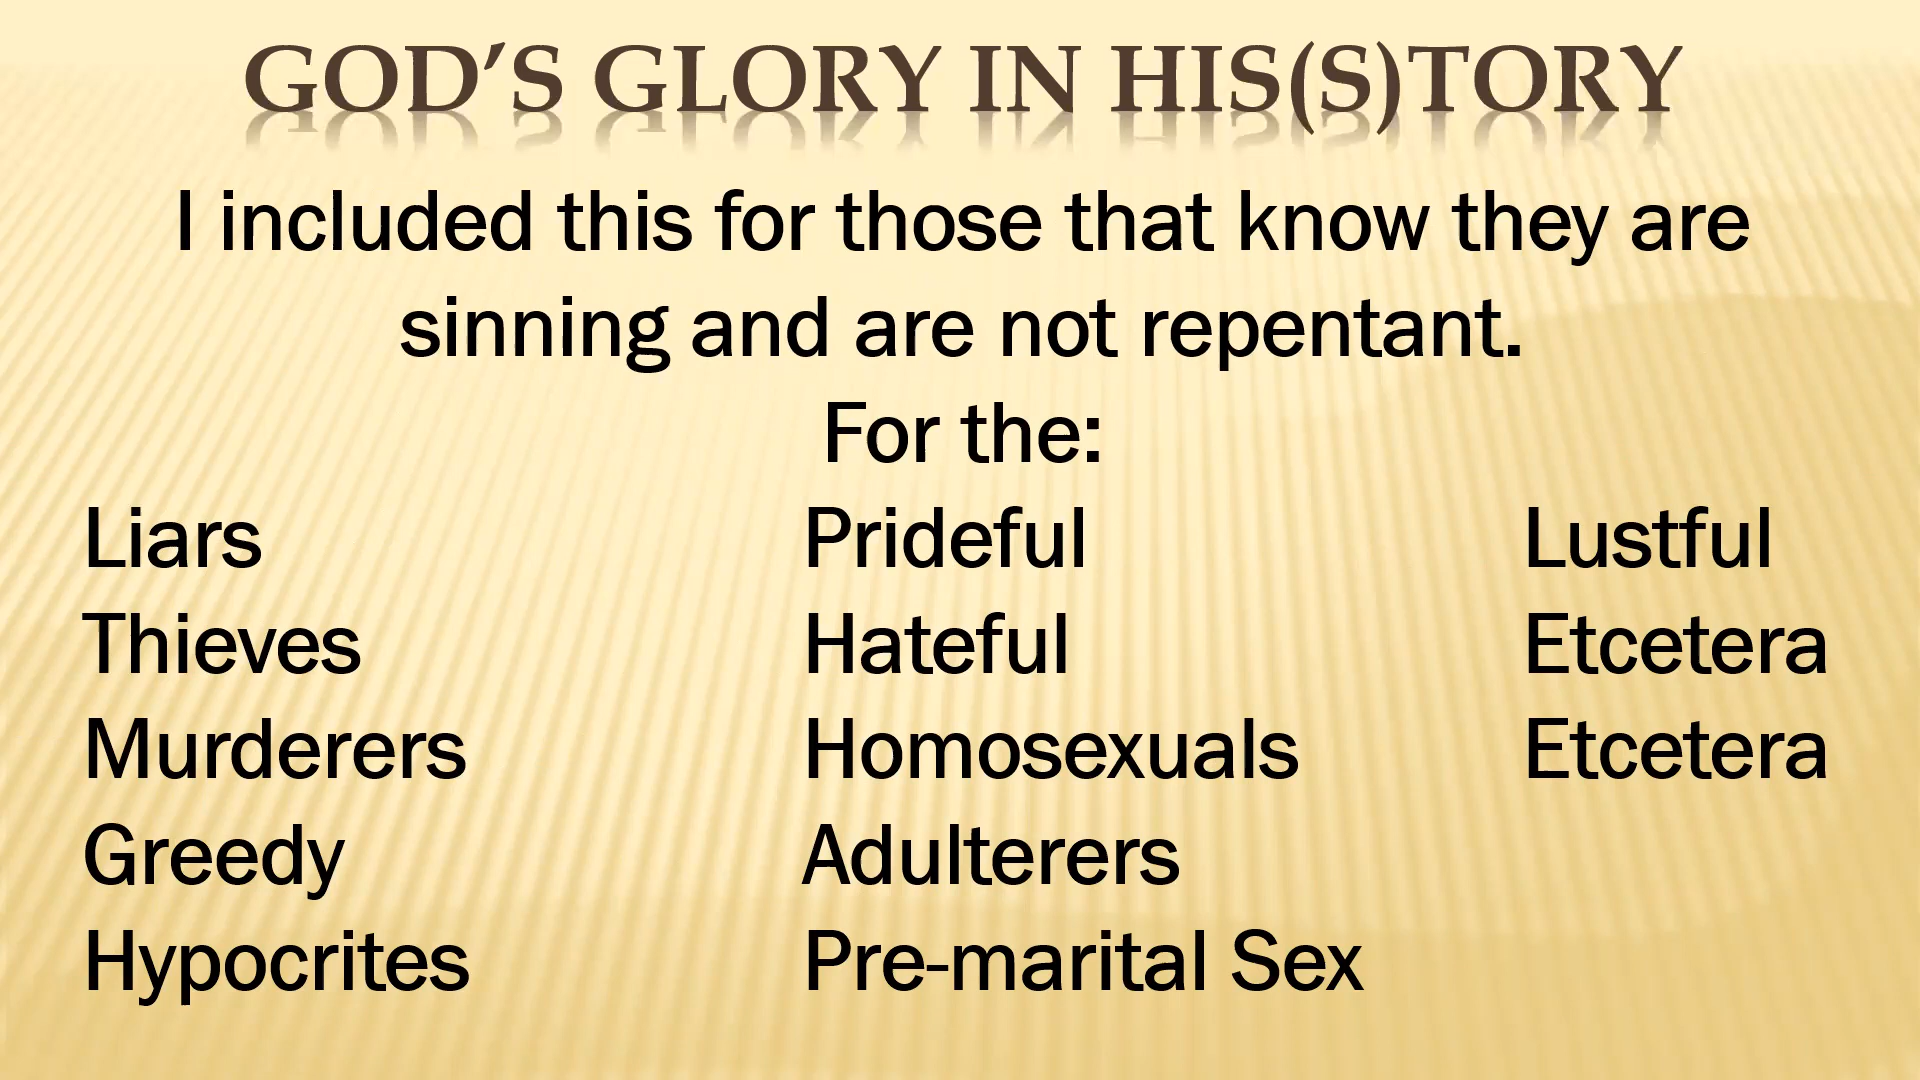 GOD’S GLORY IN HIS(S)TORY
I included this for those that know they are
sinning and are not repentant.
For the:
Liars Prideful Lustful
Thieves Hateful Etcetera
Murderers Homosexuals Etcetera
Greedy Adulterers
Hypocrites Pre-marital Sex